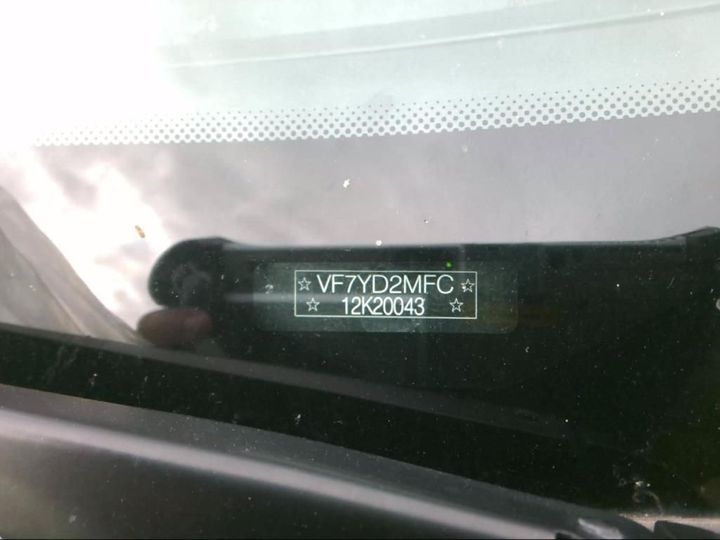 ☆ VF7YD2MFC ☆
☆ 12K20043 ☆